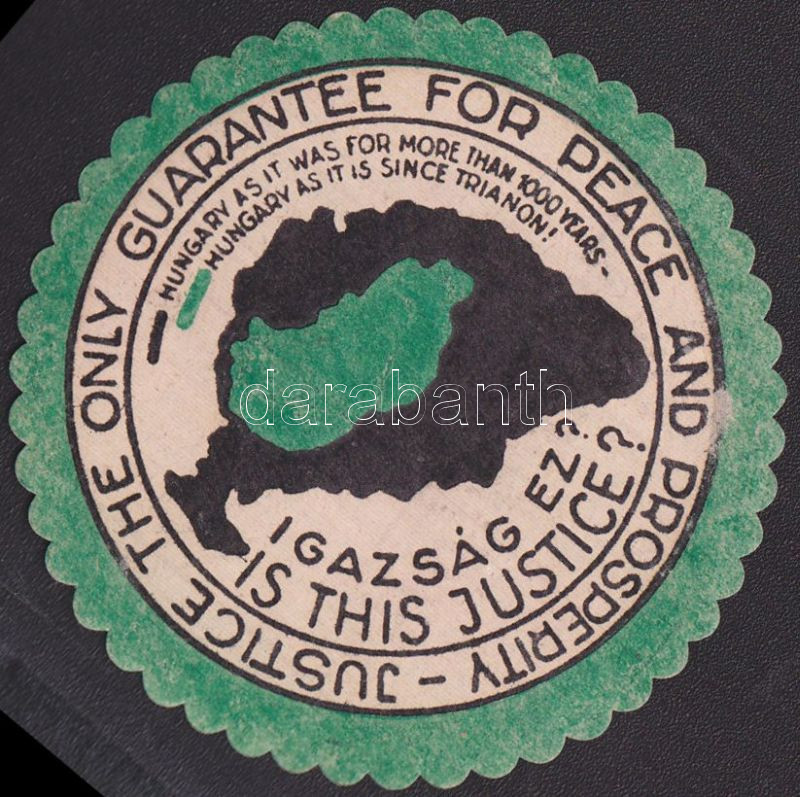 JUSTICE THE ONLY GUARANTEE FOR PEACE AND PROSPERITY –
HUNGARY AS IT WAS FOR MORE THAN 1000 YEARS -
HUNGARY AS IT IS SINCE TRIANON!
darabanth
IGAZSÁG EZ?
IS THIS JUSTICE?